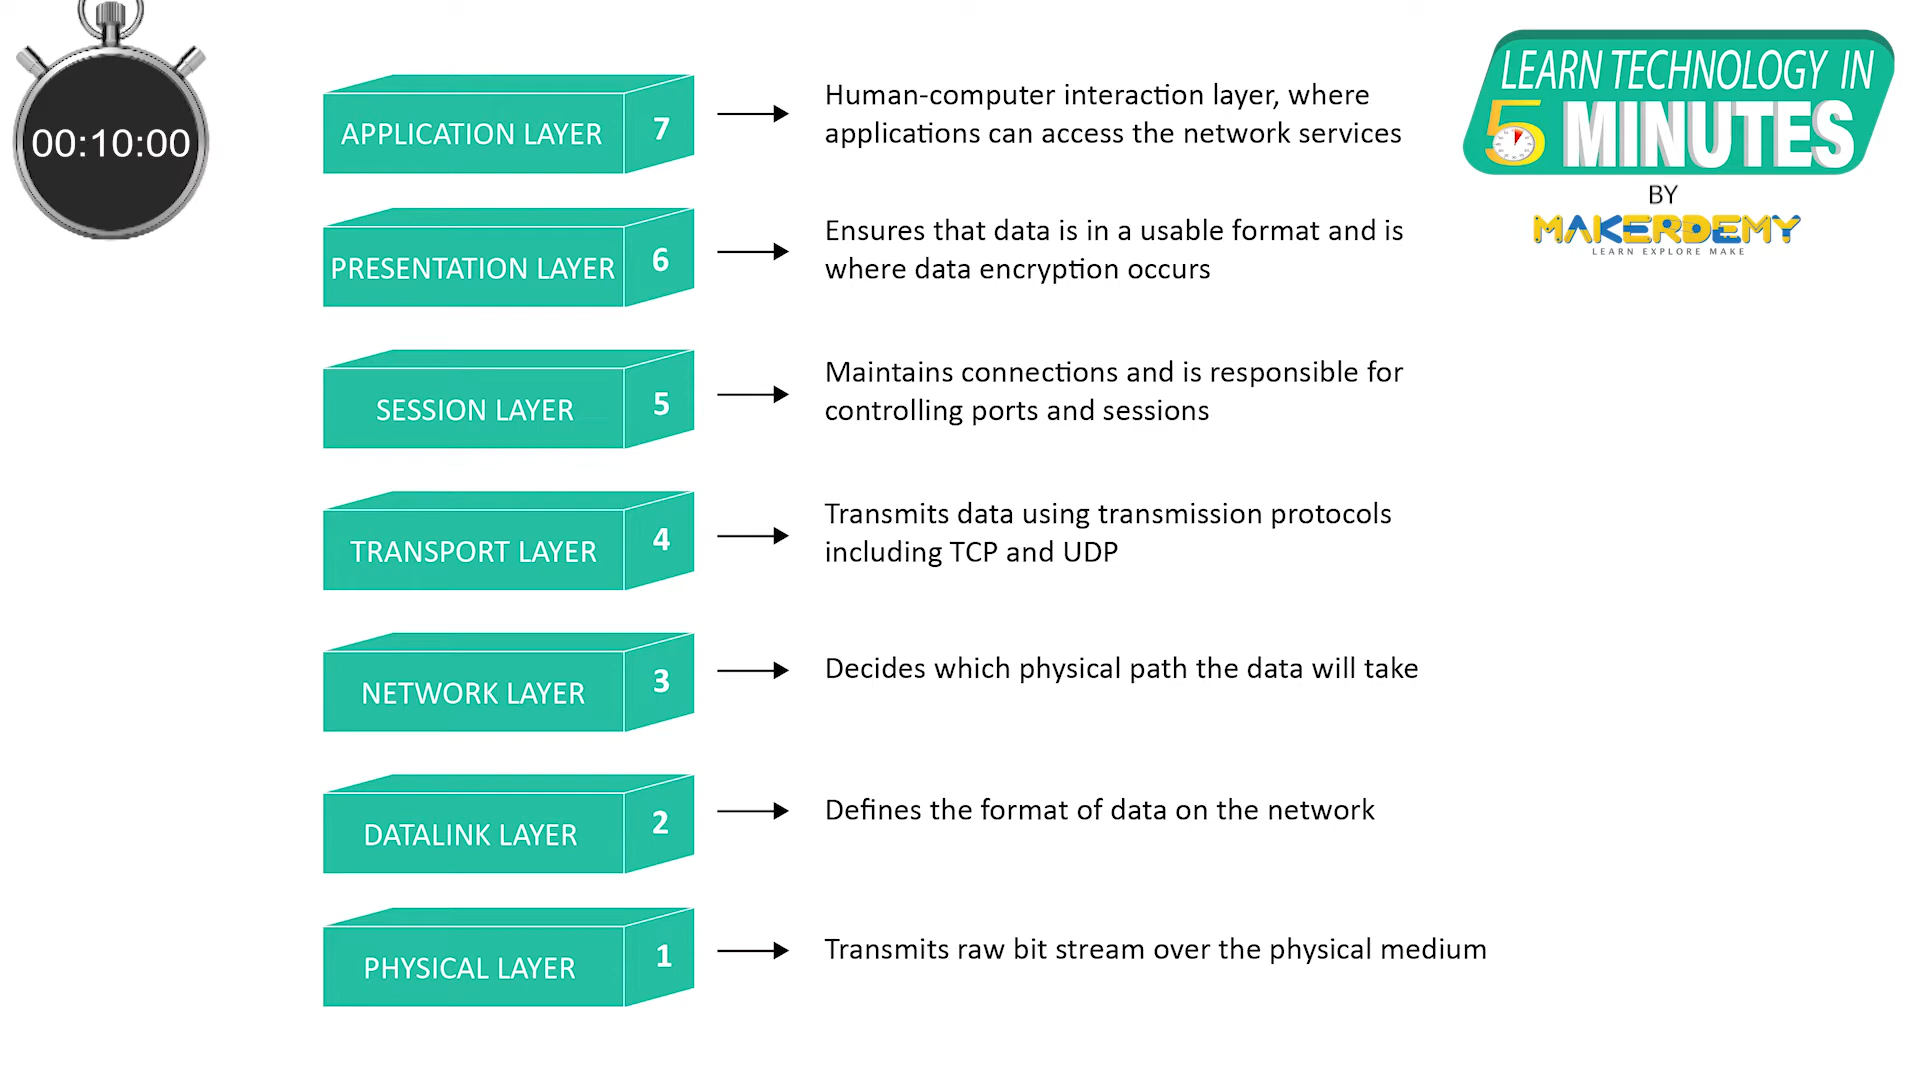 00:10:00
APPLICATION LAYER 7
Human-computer interaction layer, where
applications can access the network services
LEARN TECHNOLOGY IN
5 MINUTES
BY
MAKERDEMY
LEARN EXPLORE MAKE
PRESENTATION LAYER 6
Ensures that data is in a usable format and is
where data encryption occurs
SESSION LAYER 5
Maintains connections and is responsible for
controlling ports and sessions
TRANSPORT LAYER 4
Transmits data using transmission protocols
including TCP and UDP
NETWORK LAYER 3
Decides which physical path the data will take
DATALINK LAYER 2
Defines the format of data on the network
PHYSICAL LAYER 1
Transmits raw bit stream over the physical medium